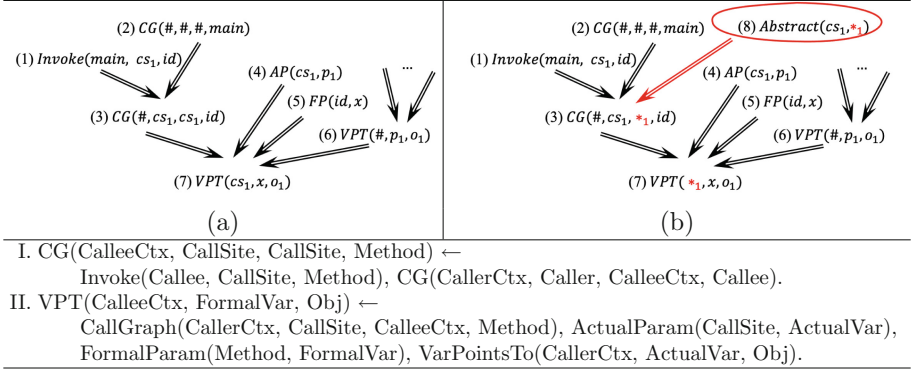 (2) CG(#,#,#,main)
(1) Invoke(main, cs₁,id)
(4) AP(cs₁,p₁)
...
(5) FP(id,x)
(3) CG(#,cs₁,cs₁,id)
(6) VPT(#,p₁,o₁)
(7) VPT(cs₁,x,o₁)
(a)
(2) CG(#,#,#,main)
(8) Abstract(cs₁,*₁)
(1) Invoke(main, cs₁,id)
(4) AP(cs₁,p₁)
...
(5) FP(id,x)
(3) CG(#,cs₁, *₁,id)
(6) VPT(#,p₁,o₁)
(7) VPT( *₁,x,o₁)
(b)
I. CG(CalleeCtx, CallSite, CallSite, Method) ←
Invoke(Callee, CallSite, Method), CG(CallerCtx, Caller, CalleeCtx, Callee).
II. VPT(CalleeCtx, FormalVar, Obj) ←
CallGraph(CallerCtx, CallSite, CalleeCtx, Method), ActualParam(CallSite, ActualVar),
FormalParam(Method, FormalVar), VarPointsTo(CallerCtx, ActualVar, Obj).